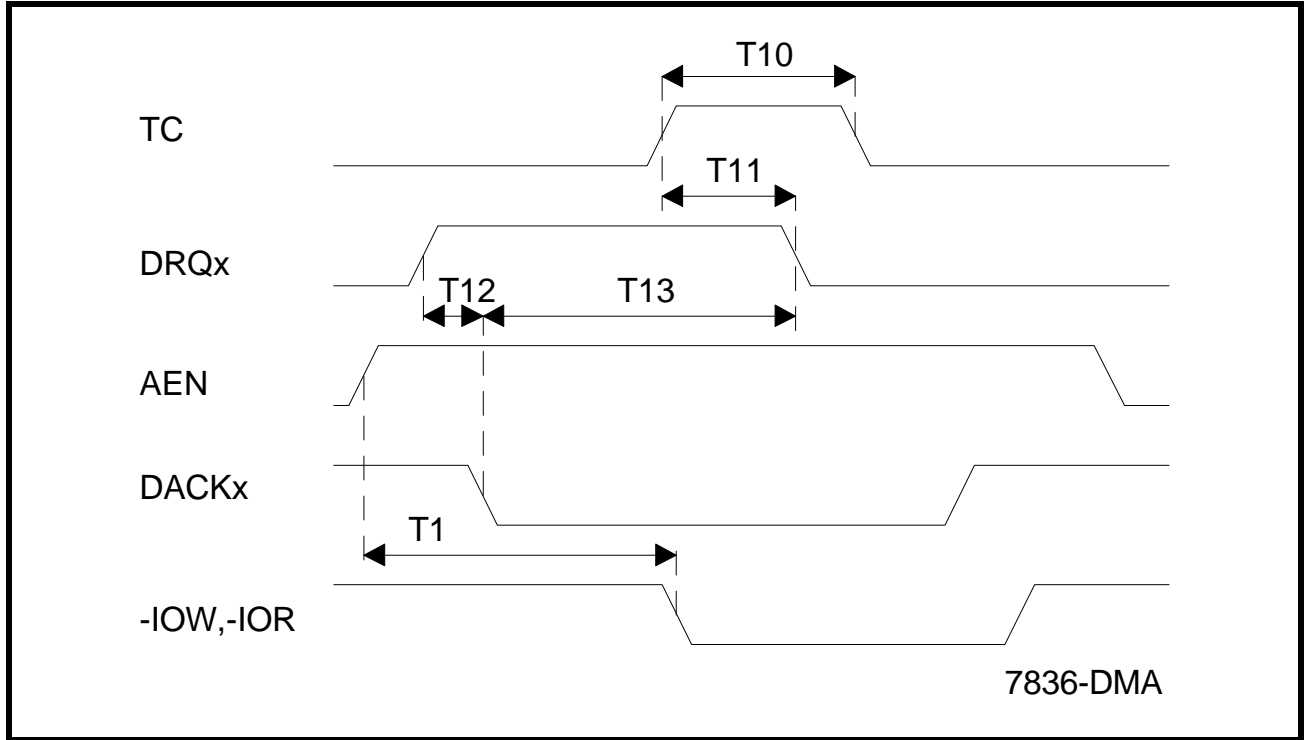 T10
TC
T11
DRQx
T12
T13
AEN
DACKx
T1
-IOW,-IOR
7836-DMA